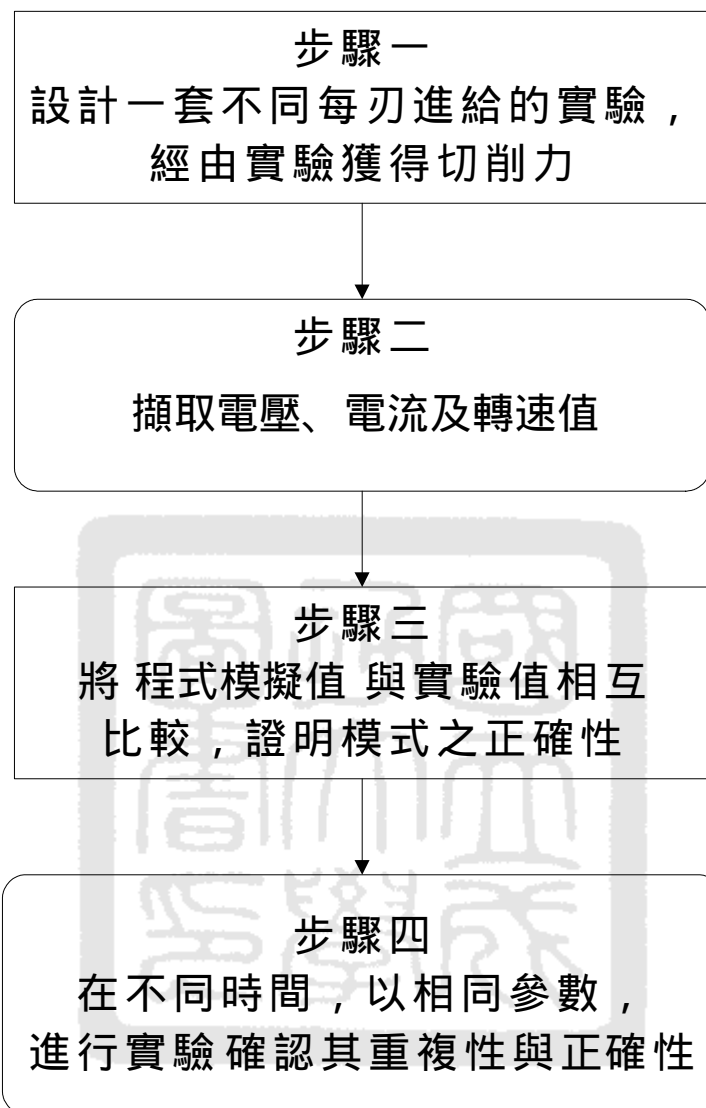 步驟一
設計一套不同每刃進給的實驗，
經由實驗獲得切削力
步驟二
擷取電壓、電流及轉速值
步驟三
將 程式模擬值 與實驗值相互
比較，證明模式之正確性
步驟四
在不同時間，以相同參數，
進行實驗 確認其重複性與正確性